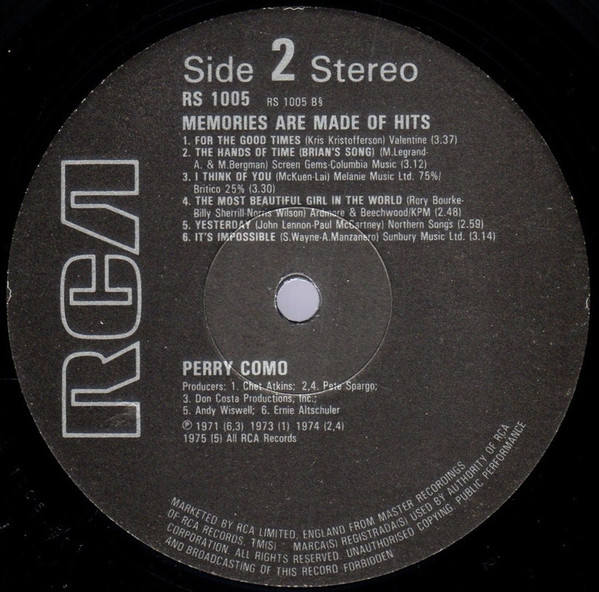 Side 2 Stereo
RS 1005 RS 1005 B§
MEMORIES ARE MADE OF HITS
1. FOR THE GOOD TIMES (Kris Kristofferson) Valentine (3.37)
2. THE HANDS OF TIME (BRIAN'S SONG) (M.Legrand-
A. & M.Bergman) Screen Gems-Columbia Music (3.12)
3. I THINK OF YOU (McKuen-Lai) Melanie Music Ltd. 75%/
Britico 25% (3.30)
4. THE MOST BEAUTIFUL GIRL IN THE WORLD (Rory Bourke-
Billy Sherrill-Norris Wilson) Ardmore & Beechwood/KPM (2.48)
5. YESTERDAY (John Lennon-Paul McCartney) Northern Songs (2.59)
6. IT'S IMPOSSIBLE (S.Wayne-A.Manzanero) Sunbury Music Ltd. (3.14)
RCA
PERRY COMO
Producers: 1. Chet Atkins; 2,4. Pete Spargo;
3. Don Costa Productions, Inc.;
5. Andy Wiswell; 6. Ernie Altschuler
℗ 1971 (6,3) 1973 (1) 1974 (2,4)
1975 (5) All RCA Records
MARKETED BY RCA LIMITED, ENGLAND FROM MASTER RECORDINGS
OF RCA RECORDS, TM(S) MARCA(S) REGISTRADA(S) USED BY AUTHORITY OF RCA
CORPORATION. ALL RIGHTS RESERVED. UNAUTHORISED COPYING PUBLIC PERFORMANCE
AND BROADCASTING OF THIS RECORD FORBIDDEN